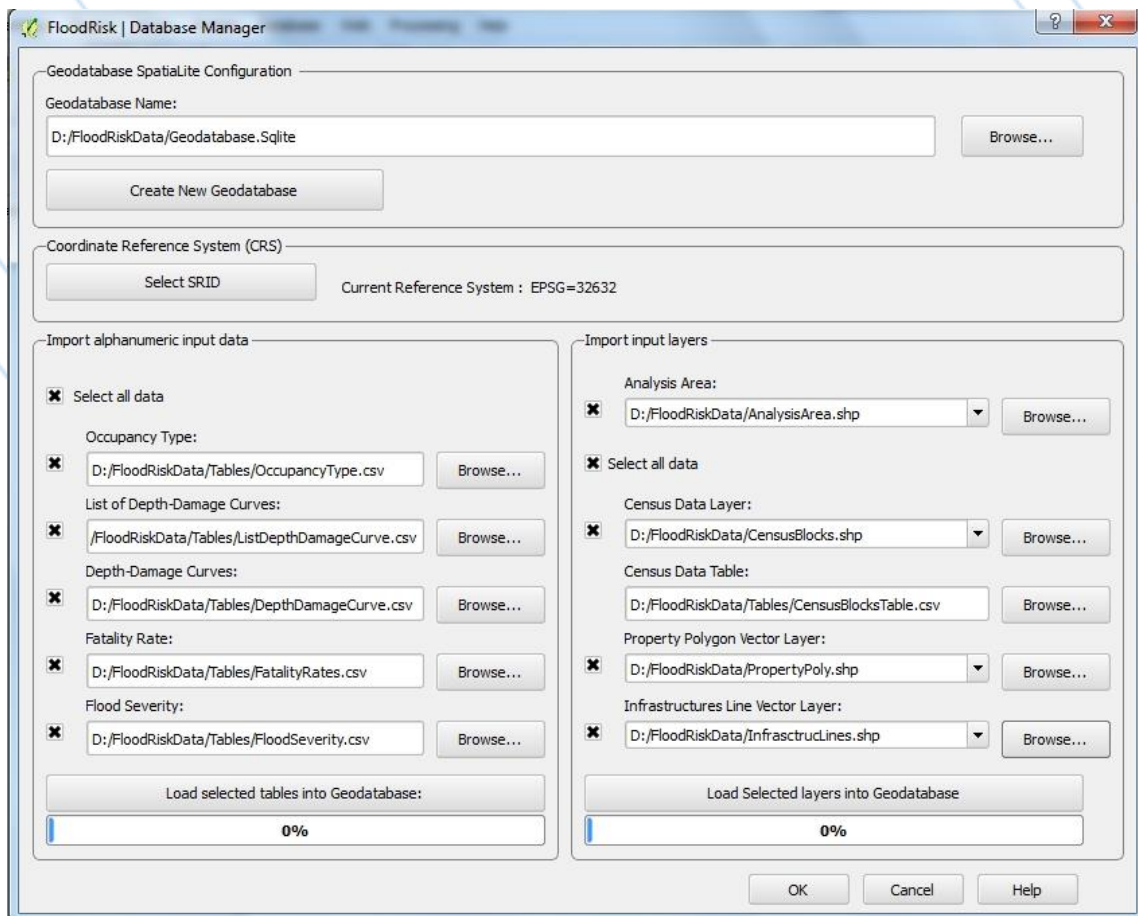 FloodRisk | Database Manager
Geodatabase SpatiaLite Configuration
Geodatabase Name:
D:/FloodRiskData/Geodatabase.Sqlite
Browse...
Create New Geodatabase
Coordinate Reference System (CRS)
Select SRID
Current Reference System : EPSG=32632
Import alphanumeric input data
Select all data
Occupancy Type:
D:/FloodRiskData/Tables/OccupancyType.csv
Browse...
List of Depth-Damage Curves:
/FloodRiskData/Tables/ListDepthDamageCurve.csv
Browse...
Depth-Damage Curves:
D:/FloodRiskData/Tables/DepthDamageCurve.csv
Browse...
Fatality Rate:
D:/FloodRiskData/Tables/FatalityRates.csv
Browse...
Flood Severity:
D:/FloodRiskData/Tables/FloodSeverity.csv
Browse...
Load selected tables into Geodatabase:
0%
Import input layers
Analysis Area:
D:/FloodRiskData/AnalysisArea.shp
Browse...
Select all data
Census Data Layer:
D:/FloodRiskData/CensusBlocks.shp
Browse...
Census Data Table:
D:/FloodRiskData/Tables/CensusBlocksTable.csv
Browse...
Property Polygon Vector Layer:
D:/FloodRiskData/PropertyPoly.shp
Browse...
Infrastructures Line Vector Layer:
D:/FloodRiskData/InfrasctrucLines.shp
Browse...
Load Selected layers into Geodatabase
0%
OK
Cancel
Help